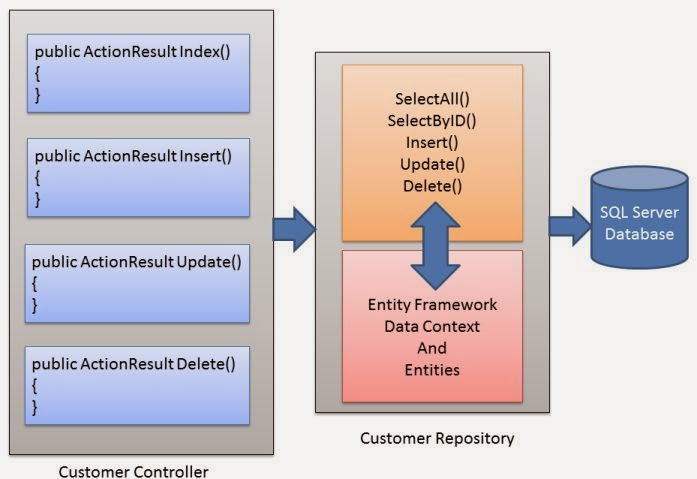 public ActionResult Index()
{
}
public ActionResult Insert()
{
}
public ActionResult Update()
{
}
public ActionResult Delete()
{
}
Customer Controller
SelectAll()
SelectByID()
Insert()
Update()
Delete()
Entity Framework
Data Context
And
Entities
Customer Repository
SQL Server
Database